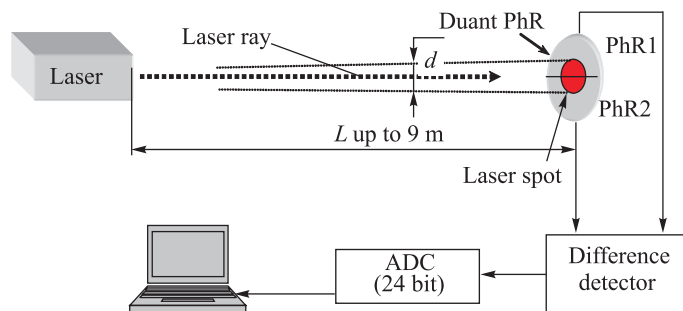 Duant PhR
PhR1
Laser ray
d
Laser
PhR2
L up to 9 m
Laser spot
ADC
(24 bit)
Difference
detector